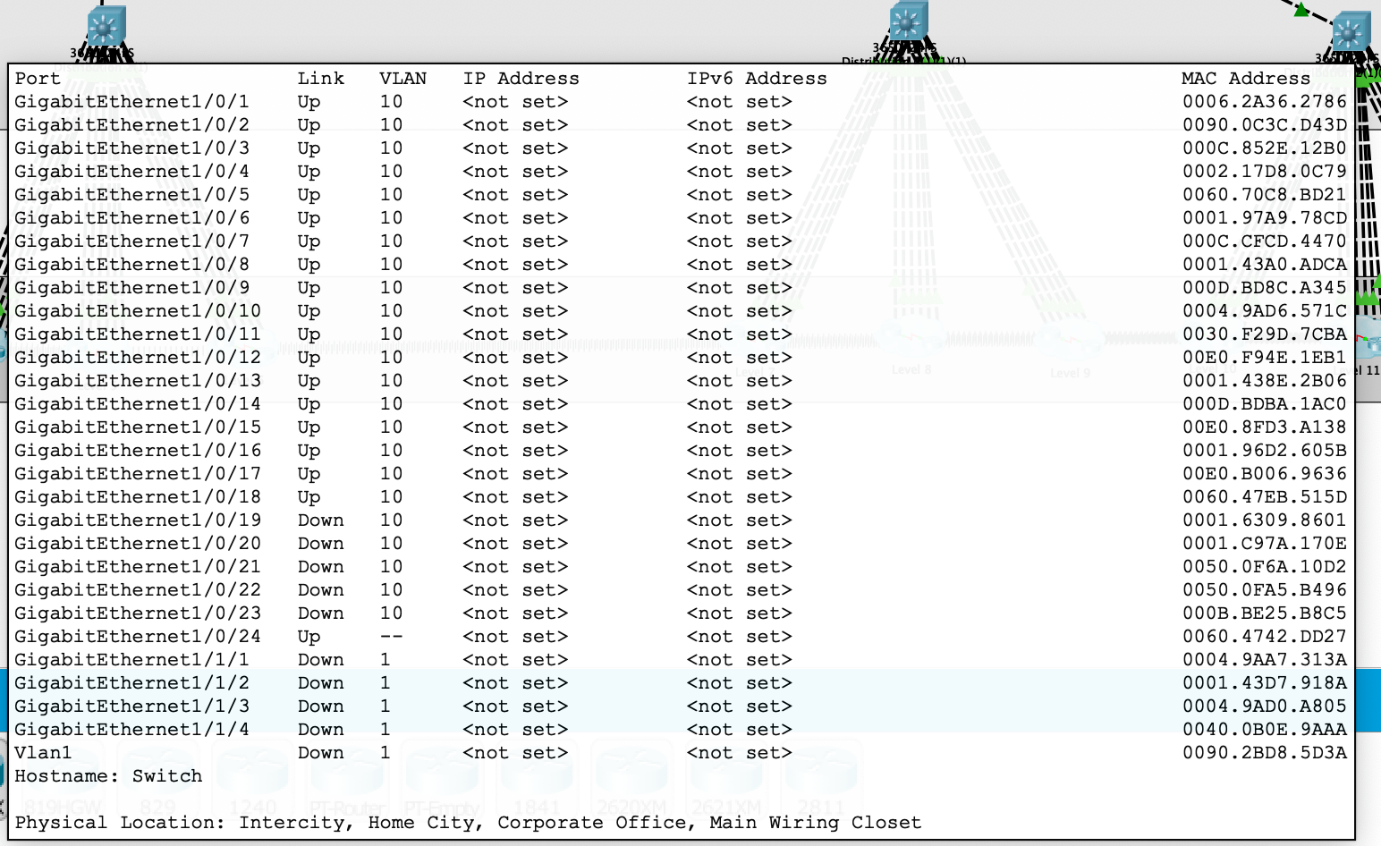 Port Link VLAN IP Address IPv6 Address MAC Address
GigabitEthernet1/0/1 Up 10 <not set> <not set> 0006.2A36.2786
GigabitEthernet1/0/2 Up 10 <not set> <not set> 0090.0C3C.D43D
GigabitEthernet1/0/3 Up 10 <not set> <not set> 000C.852E.12B0
GigabitEthernet1/0/4 Up 10 <not set> <not set> 0002.17D8.0C79
GigabitEthernet1/0/5 Up 10 <not set> <not set> 0060.70C8.BD21
GigabitEthernet1/0/6 Up 10 <not set> <not set> 0001.97A9.78CD
GigabitEthernet1/0/7 Up 10 <not set> <not set> 000C.CFCD.4470
GigabitEthernet1/0/8 Up 10 <not set> <not set> 0001.43A0.ADCA
GigabitEthernet1/0/9 Up 10 <not set> <not set> 000D.BD8C.A345
GigabitEthernet1/0/10 Up 10 <not set> <not set> 0004.9AD6.571C
GigabitEthernet1/0/11 Up 10 <not set> <not set> 0030.F29D.7CBA
GigabitEthernet1/0/12 Up 10 <not set> <not set> 00E0.F94E.1EB1
GigabitEthernet1/0/13 Up 10 <not set> <not set> 0001.438E.2B06
GigabitEthernet1/0/14 Up 10 <not set> <not set> 000D.BDBA.1AC0
GigabitEthernet1/0/15 Up 10 <not set> <not set> 00E0.8FD3.A138
GigabitEthernet1/0/16 Up 10 <not set> <not set> 0001.96D2.605B
GigabitEthernet1/0/17 Up 10 <not set> <not set> 00E0.B006.9636
GigabitEthernet1/0/18 Up 10 <not set> <not set> 0060.47EB.515D
GigabitEthernet1/0/19 Down 10 <not set> <not set> 0001.6309.8601
GigabitEthernet1/0/20 Down 10 <not set> <not set> 0001.C97A.170E
GigabitEthernet1/0/21 Down 10 <not set> <not set> 0050.0F6A.10D2
GigabitEthernet1/0/22 Down 10 <not set> <not set> 0050.0FA5.B496
GigabitEthernet1/0/23 Down 10 <not set> <not set> 000B.BE25.B8C5
GigabitEthernet1/0/24 Up -- <not set> <not set> 0060.4742.DD27
GigabitEthernet1/1/1 Down 1 <not set> <not set> 0004.9AA7.313A
GigabitEthernet1/1/2 Down 1 <not set> <not set> 0001.43D7.918A
GigabitEthernet1/1/3 Down 1 <not set> <not set> 0004.9AD0.A805
GigabitEthernet1/1/4 Down 1 <not set> <not set> 0040.0B0E.9AAA
Vlan1 Down 1 <not set> <not set> 0090.2BD8.5D3A
Hostname: Switch
Physical Location: Intercity, Home City, Corporate Office, Main Wiring Closet
Level 8
Level 9
Level 11
819HGW 829 1240 PT-Router PT-Empty 1841 2620XM 2621XM 2811